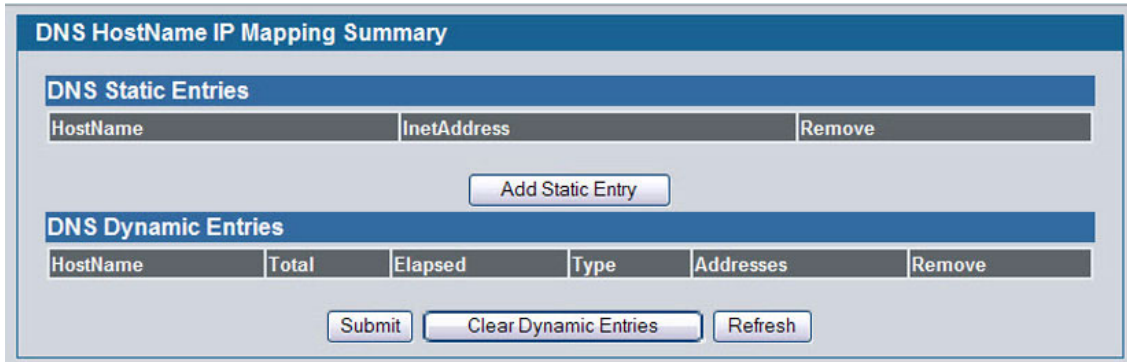 DNS HostName IP Mapping Summary
DNS Static Entries
HostName InetAddress Remove
Add Static Entry
DNS Dynamic Entries
HostName Total Elapsed Type Addresses Remove
Submit Clear Dynamic Entries Refresh